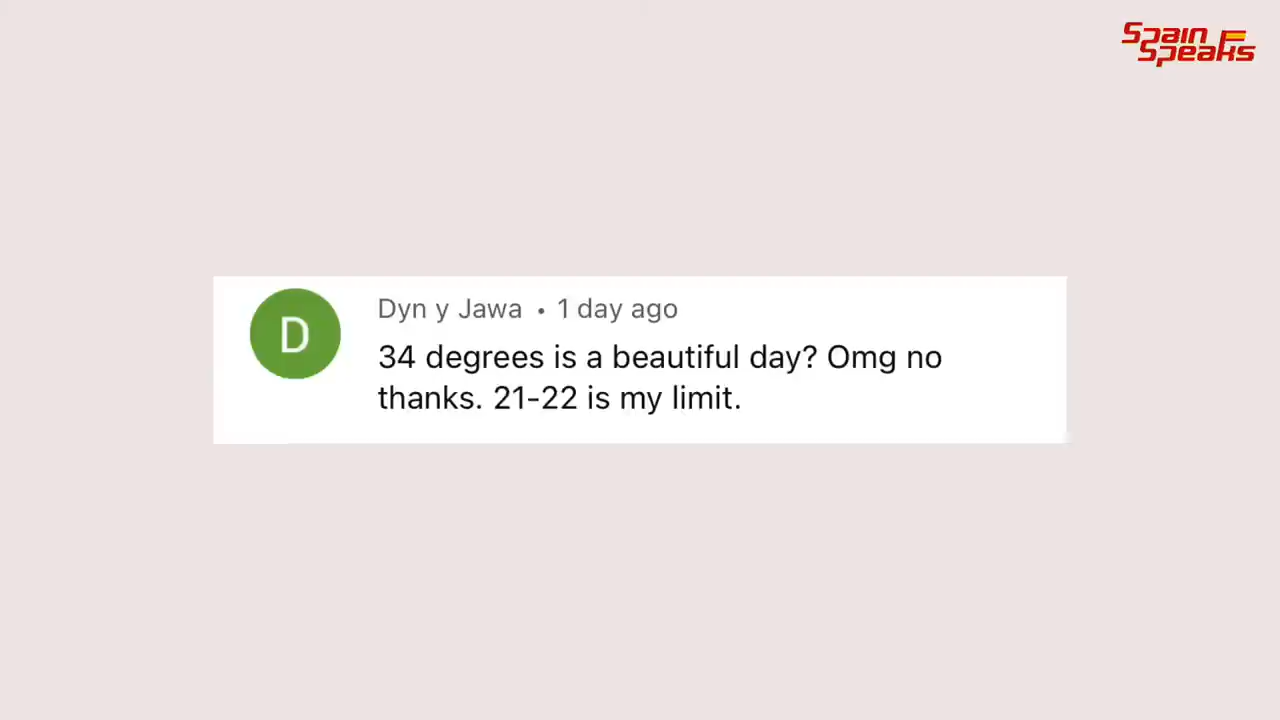 Spain
Speaks
Dyn y Jawa • 1 day ago
D
34 degrees is a beautiful day? Omg no
thanks. 21-22 is my limit.